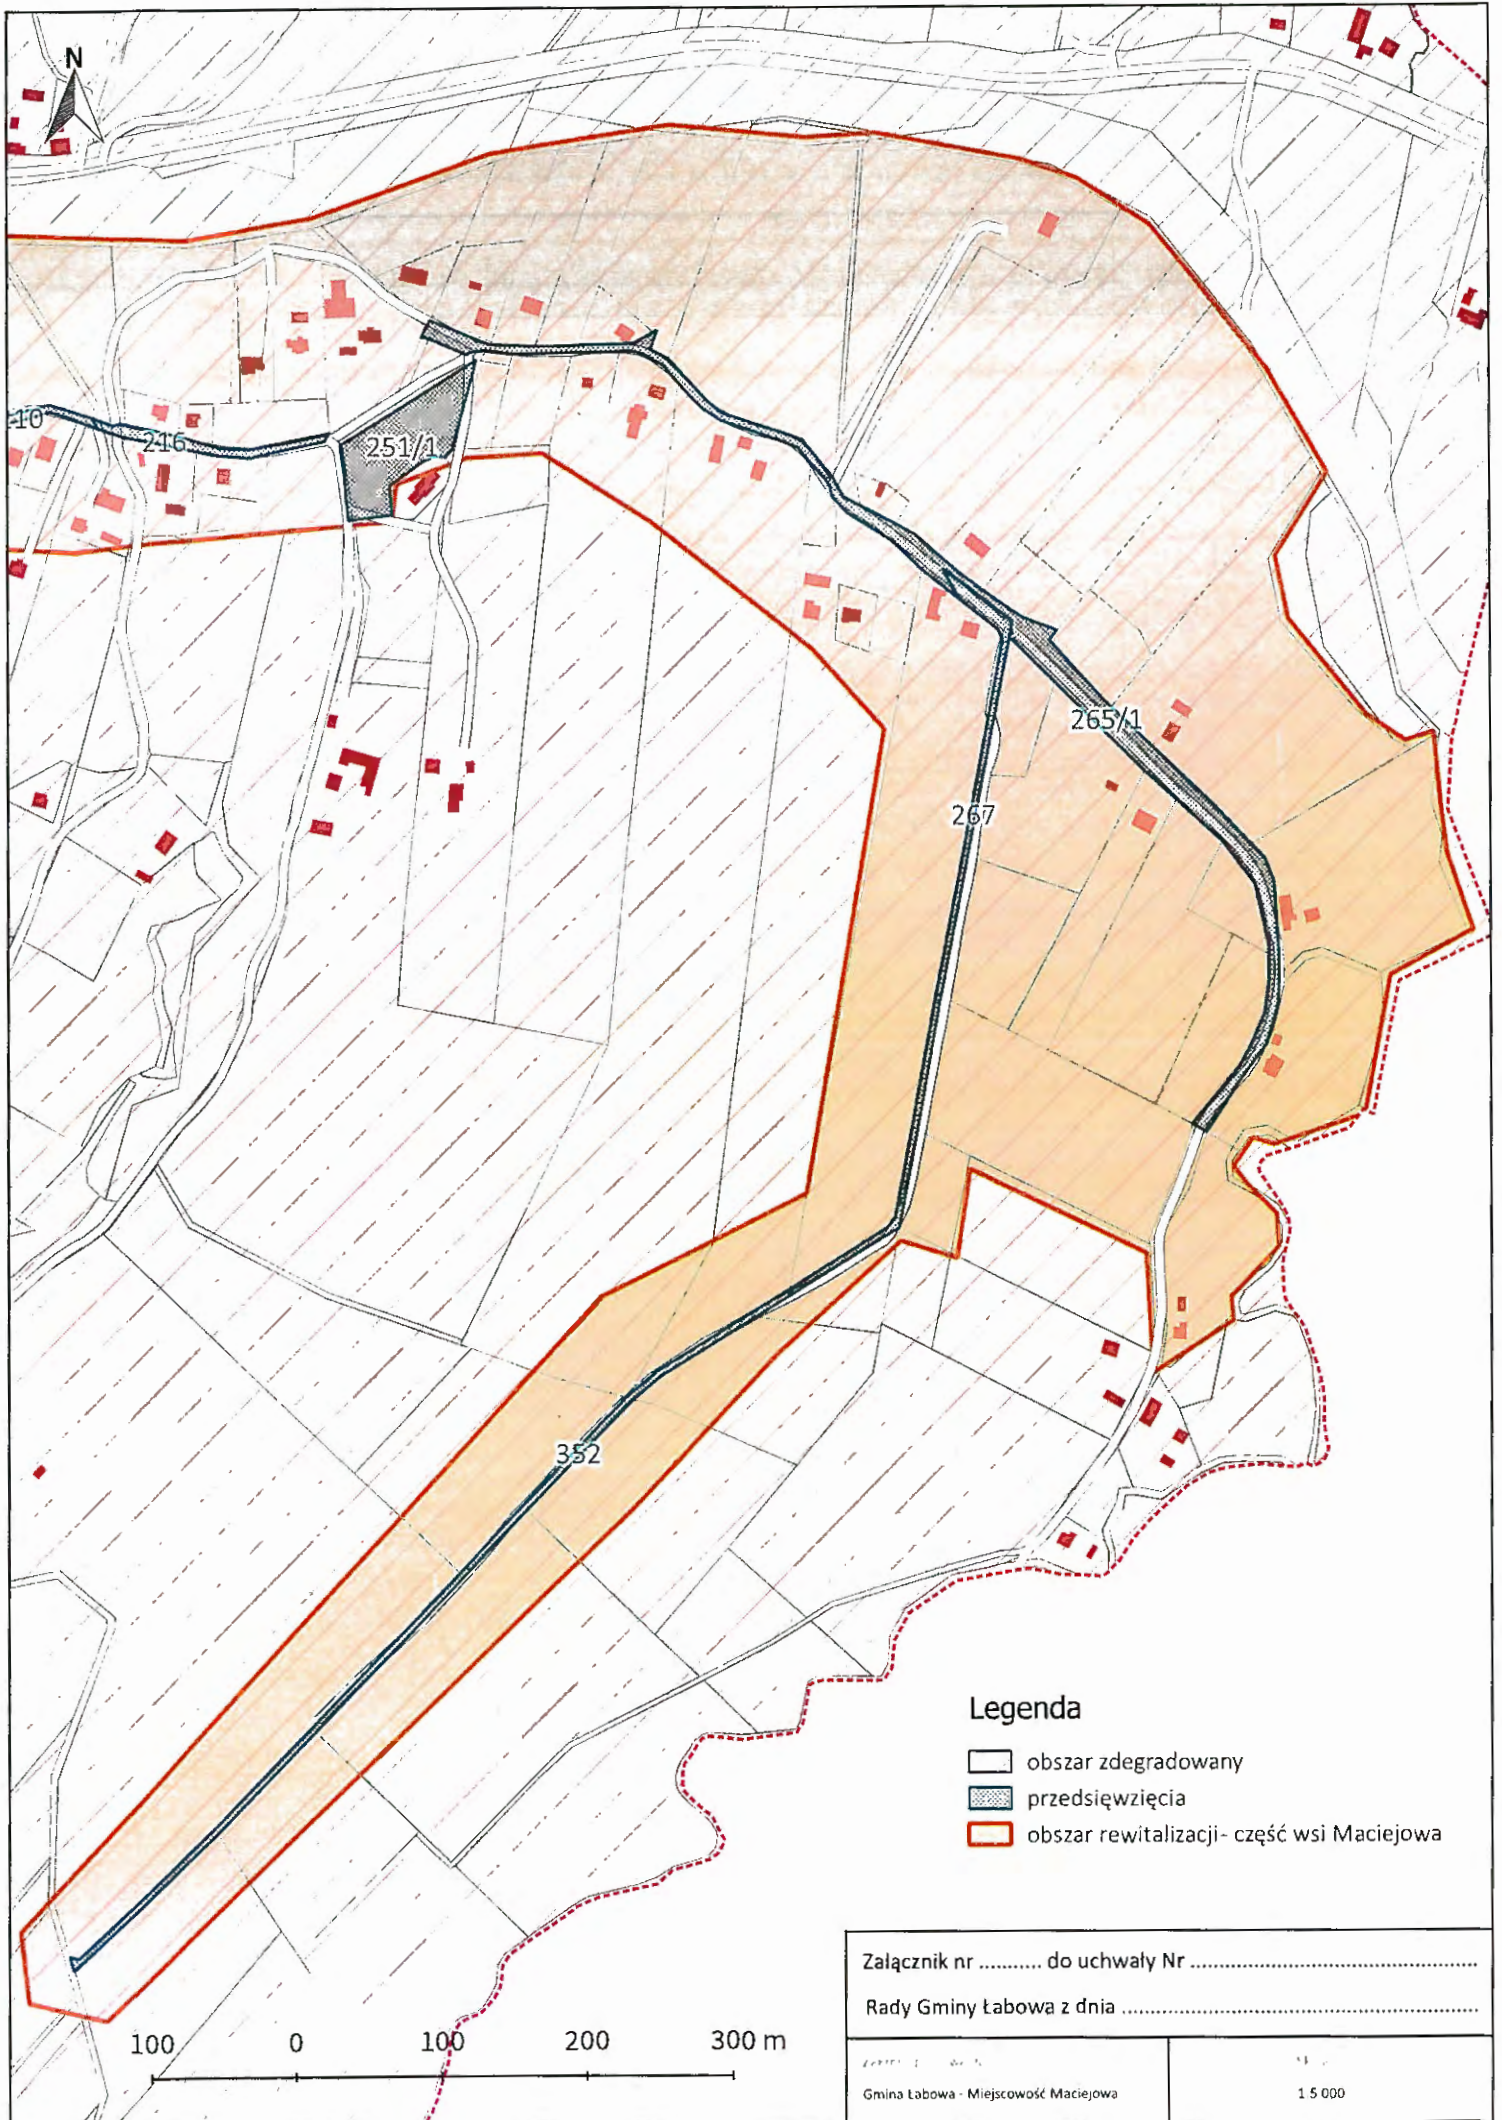 N
10
216
251/1
265/1
267
352
Legenda
obszar zdegradowany
przedsięwzięcia
obszar rewitalizacji- część wsi Maciejowa
100 0 100 200 300 m
Załącznik nr ........... do uchwały Nr ....................................................
Rady Gminy Łabowa z dnia .................................................................
Gmina Łabowa - Miejscowość Maciejowa
1 5 000